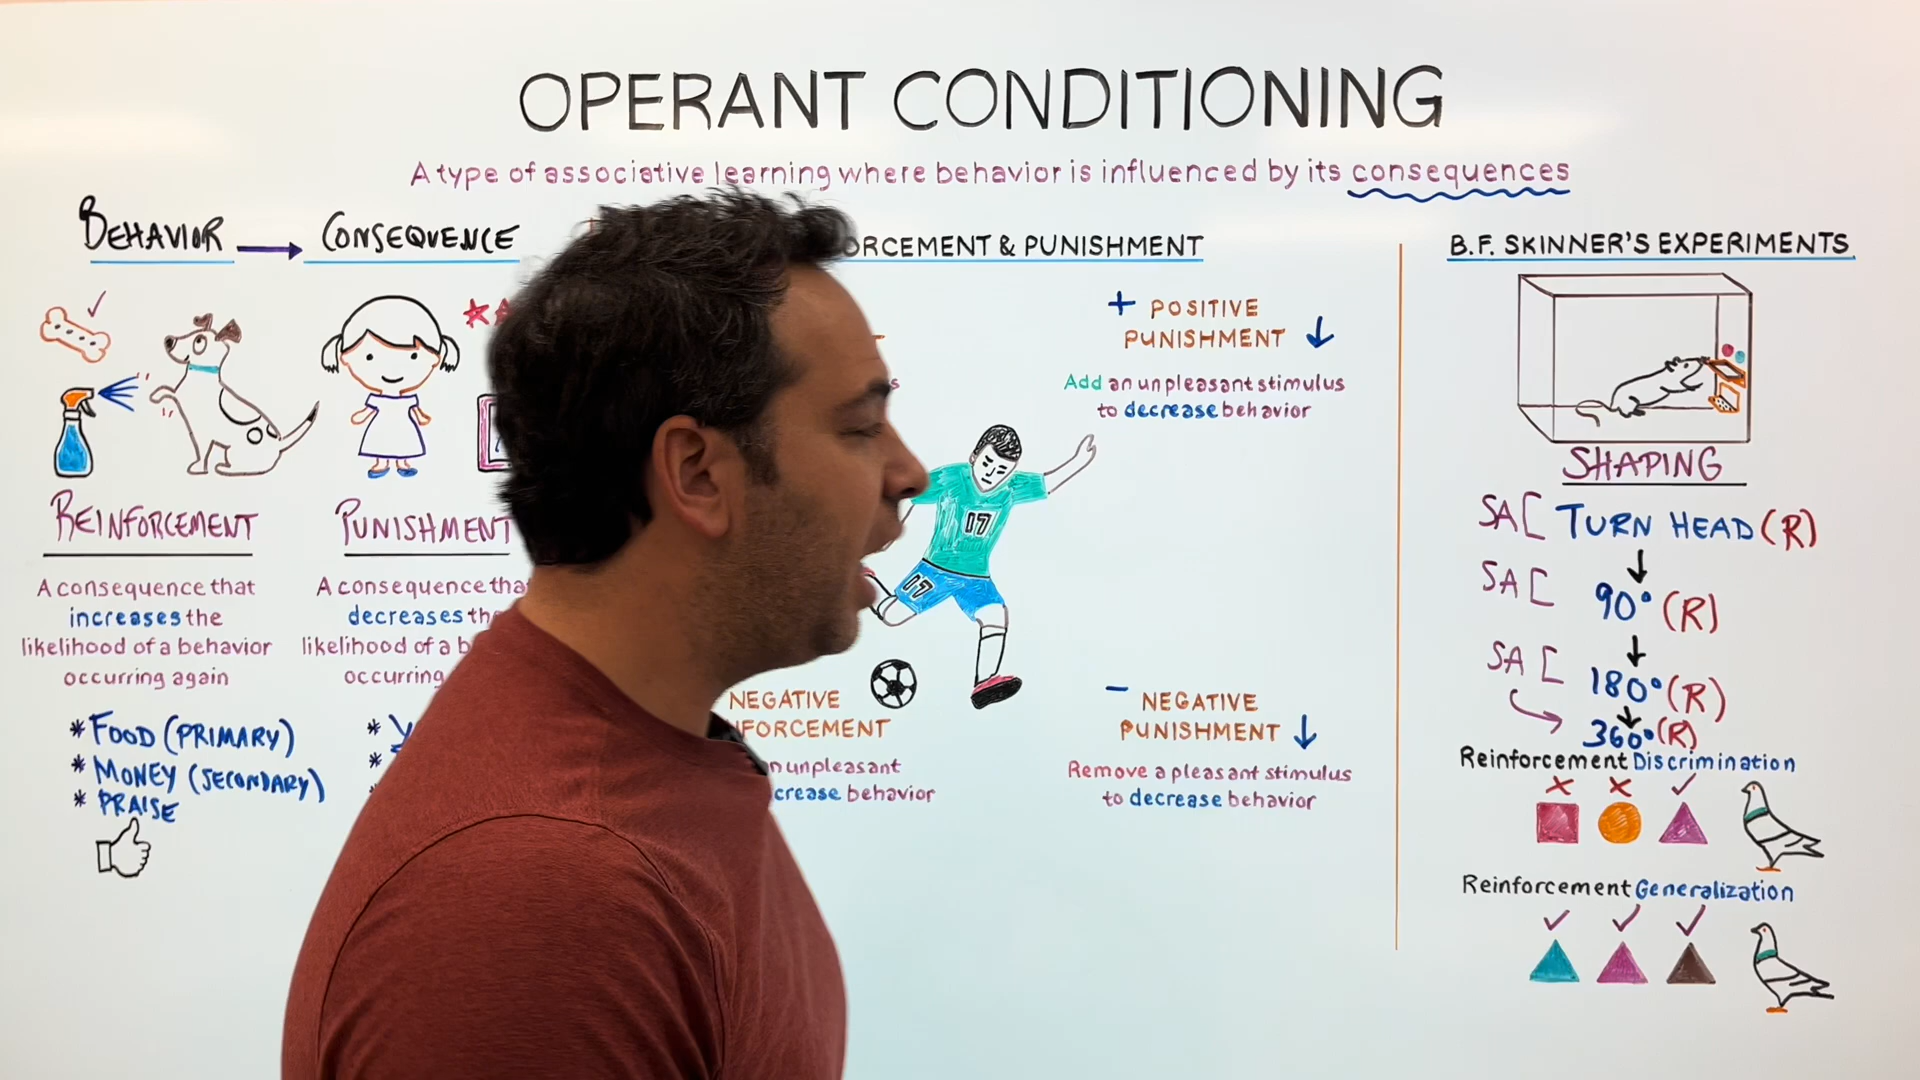 OPERANT CONDITIONING
A type of associative learning where behavior is influenced by its consequences
BEHAVIOR
CONSEQUENCE
REINFORCEMENT
A consequence that
increases the
likelihood of a behavior
occurring again
* FOOD (PRIMARY)
* MONEY (SECONDARY)
* PRAISE
PUNISHMENT
A consequence tha
decreases th
likelihood of a b
occurring
*
*
ORCEMENT & PUNISHMENT
+ POSITIVE
PUNISHMENT ↓
Add an unpleasant stimulus
to decrease behavior
17
17
NEGATIVE
FORCEMENT
n unpleasant
crease behavior
− NEGATIVE
PUNISHMENT ↓
Remove a pleasant stimulus
to decrease behavior
B.F. SKINNER'S EXPERIMENTS
SHAPING
SA [ TURN HEAD (R)
SA [ 90° (R)
SA [ 180° (R)
360° (R)
Reinforcement Discrimination
Reinforcement Generalization